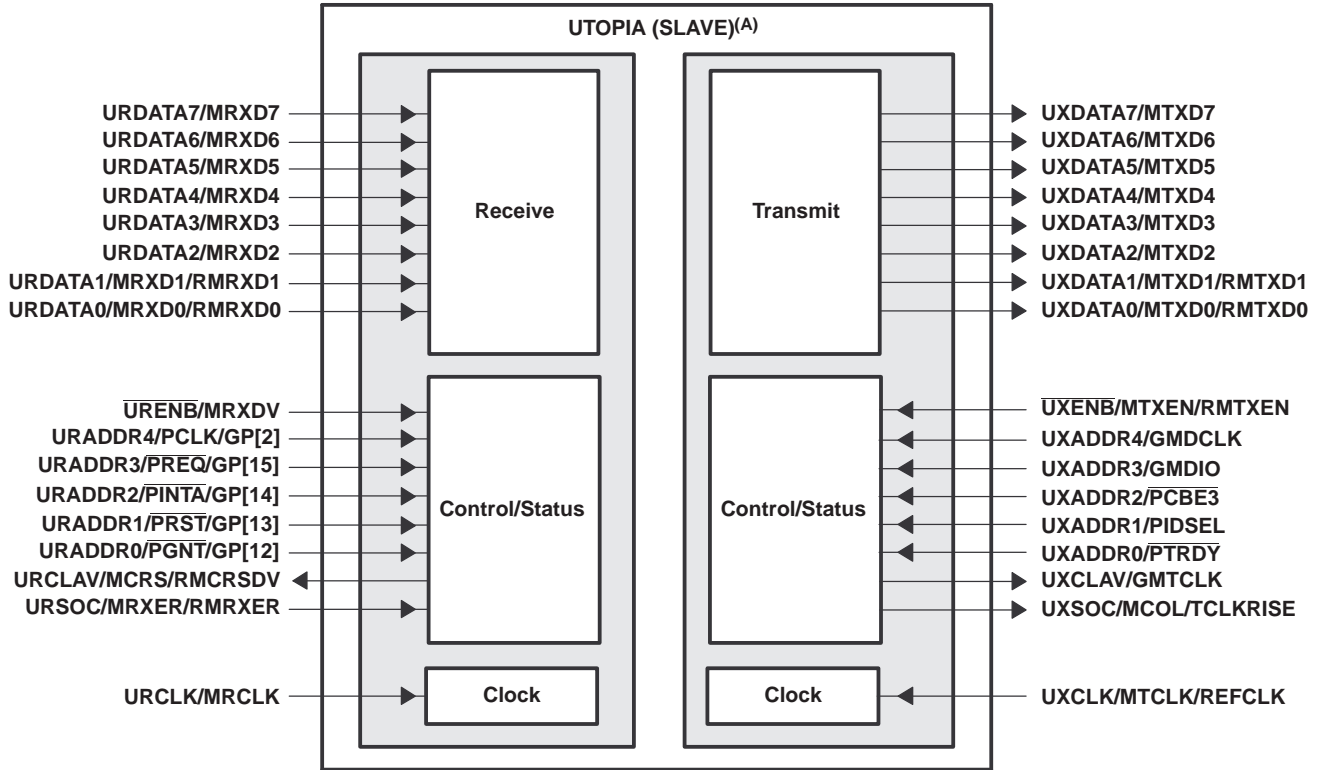 UTOPIA (SLAVE)(A)
URDATA7/MRXD7
URDATA6/MRXD6
URDATA5/MRXD5
URDATA4/MRXD4
URDATA3/MRXD3
URDATA2/MRXD2
URDATA1/MRXD1/RMRXD1
URDATA0/MRXD0/RMRXD0
Receive
Transmit
UXDATA7/MTXD7
UXDATA6/MTXD6
UXDATA5/MTXD5
UXDATA4/MTXD4
UXDATA3/MTXD3
UXDATA2/MTXD2
UXDATA1/MTXD1/RMTXD1
UXDATA0/MTXD0/RMTXD0
URENB/MRXDV
URADDR4/PCLK/GP[2]
URADDR3/PREQ/GP[15]
URADDR2/PINTA/GP[14]
URADDR1/PRST/GP[13]
URADDR0/PGNT/GP[12]
URCLAV/MCRS/RMCRSDV
URSOC/MRXER/RMRXER
Control/Status
Control/Status
UXENB/MTXEN/RMTXEN
UXADDR4/GMDCLK
UXADDR3/GMDIO
UXADDR2/PCBE3
UXADDR1/PIDSEL
UXADDR0/PTRDY
UXCLAV/GMTCLK
UXSOC/MCOL/TCLKRISE
URCLK/MRCLK
Clock
Clock
UXCLK/MTCLK/REFCLK